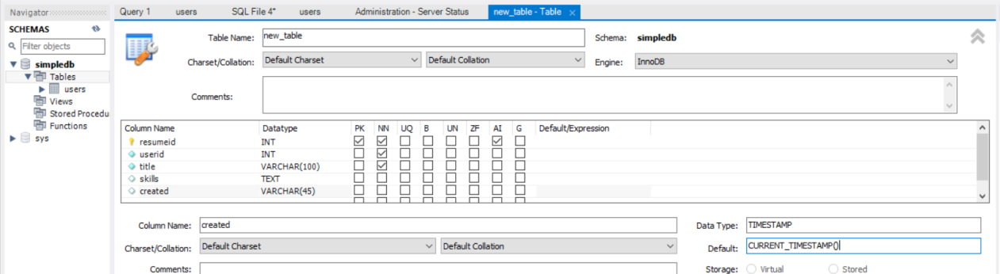 Navigator
Query 1 users SQL File 4* users Administration - Server Status new_table - Table ×
SCHEMAS
Filter objects
simpledb
Tables
users
Views
Stored Procedu
Functions
sys
Table Name: new_table Schema: simpledb
Charset/Collation: Default Charset Default Collation Engine: InnoDB
Comments:
Column Name Datatype PK NN UQ B UN ZF AI G Default/Expression
resumeid INT
userid INT
title VARCHAR(100)
skills TEXT
created VARCHAR(45)
Column Name: created Data Type: TIMESTAMP
Charset/Collation: Default Charset Default Collation Default: CURRENT_TIMESTAMP()
Comments: Storage: Virtual Stored